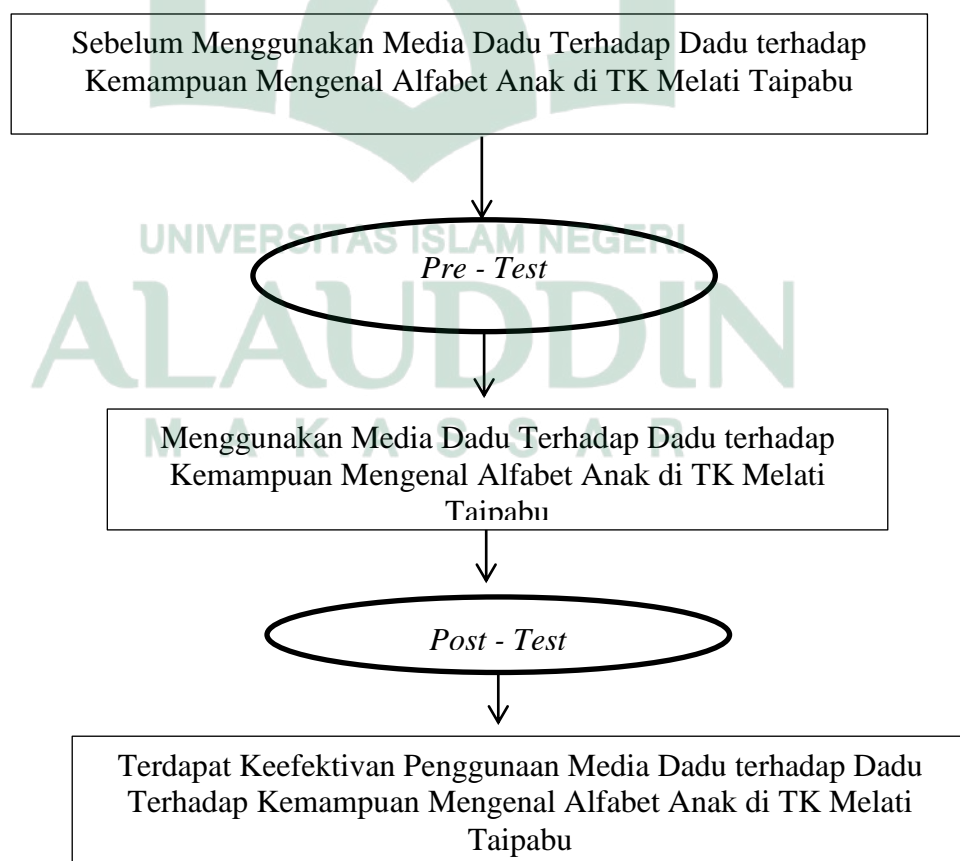 Sebelum Menggunakan Media Dadu Terhadap Dadu terhadap
Kemampuan Mengenal Alfabet Anak di TK Melati Taipabu
UNIVERSITAS ISLAM NEGERI
Pre - Test
ALAUDDIN
Menggunakan Media Dadu Terhadap Dadu terhadap
MAKASSAR
Kemampuan Mengenal Alfabet Anak di TK Melati
Taipabu
Post - Test
Terdapat Keefektivan Penggunaan Media Dadu terhadap Dadu
Terhadap Kemampuan Mengenal Alfabet Anak di TK Melati
Taipabu